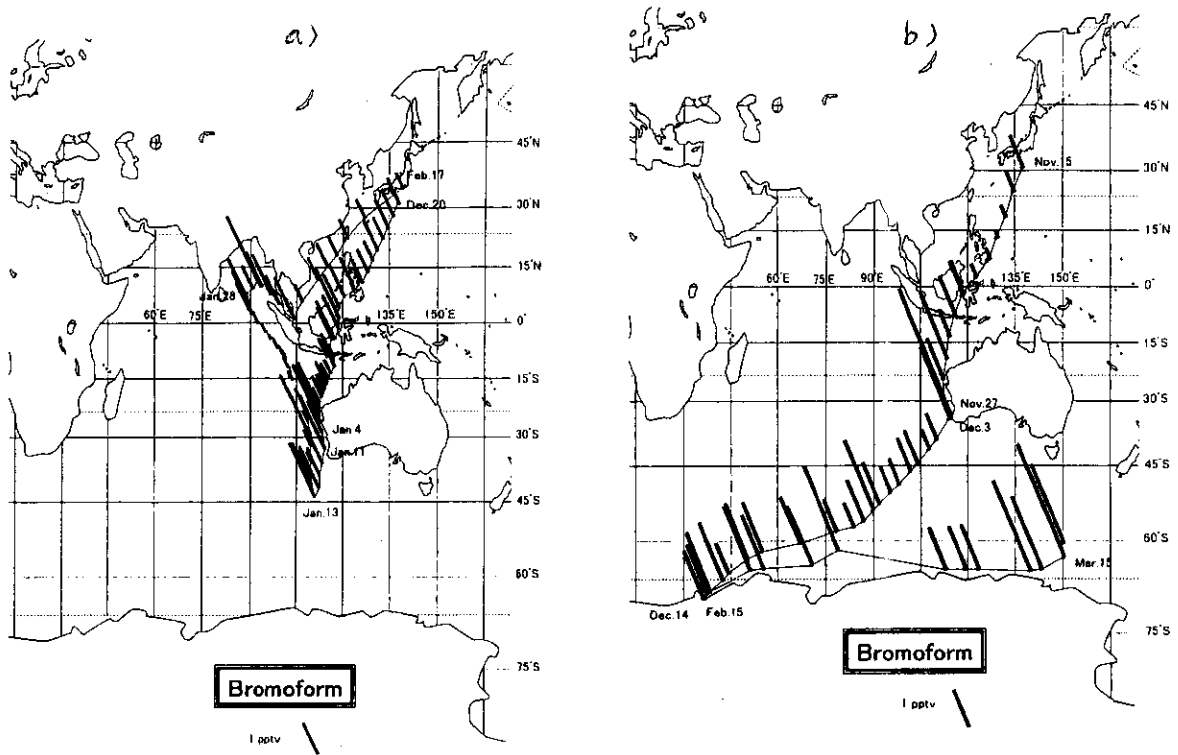 a)
45°N
Feb.17
Dec.20
30°N
15°N
Jan.28
60°E 75°E 135°E 150°E
0°
15°S
Jan.4
30°S
Jan.11
45°S
Jan.13
60°S
75°S
Bromoform
1 pptv
b)
45°N
Nov.15
30°N
15°N
60°E 75°E 90°E 135°E 150°E
0°
15°S
Nov.27
30°S
Dec.3
45°S
60°S
Mar.15
Dec.14 Feb.15
75°S
Bromoform
1 pptv